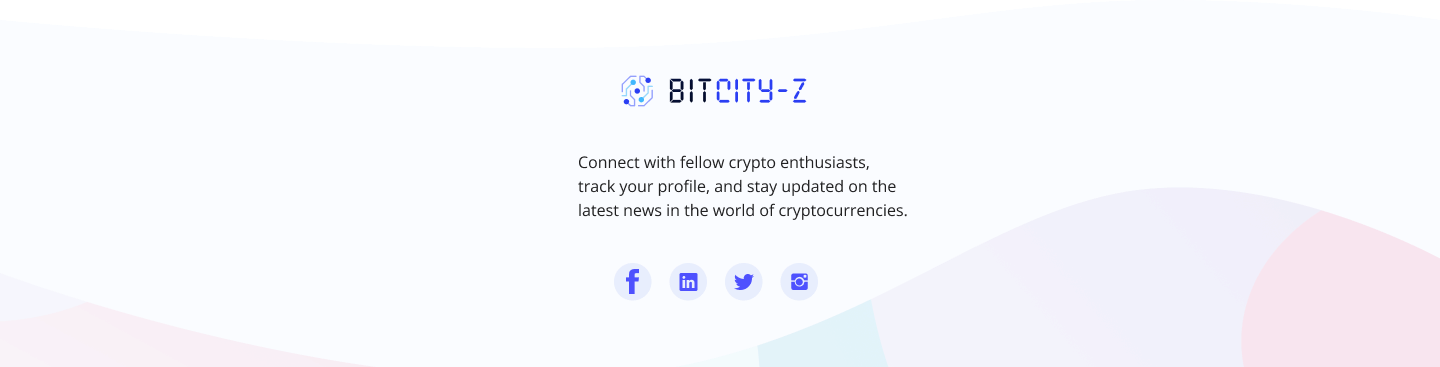 BITCITY-Z
Connect with fellow crypto enthusiasts,
track your profile, and stay updated on the
latest news in the world of cryptocurrencies.